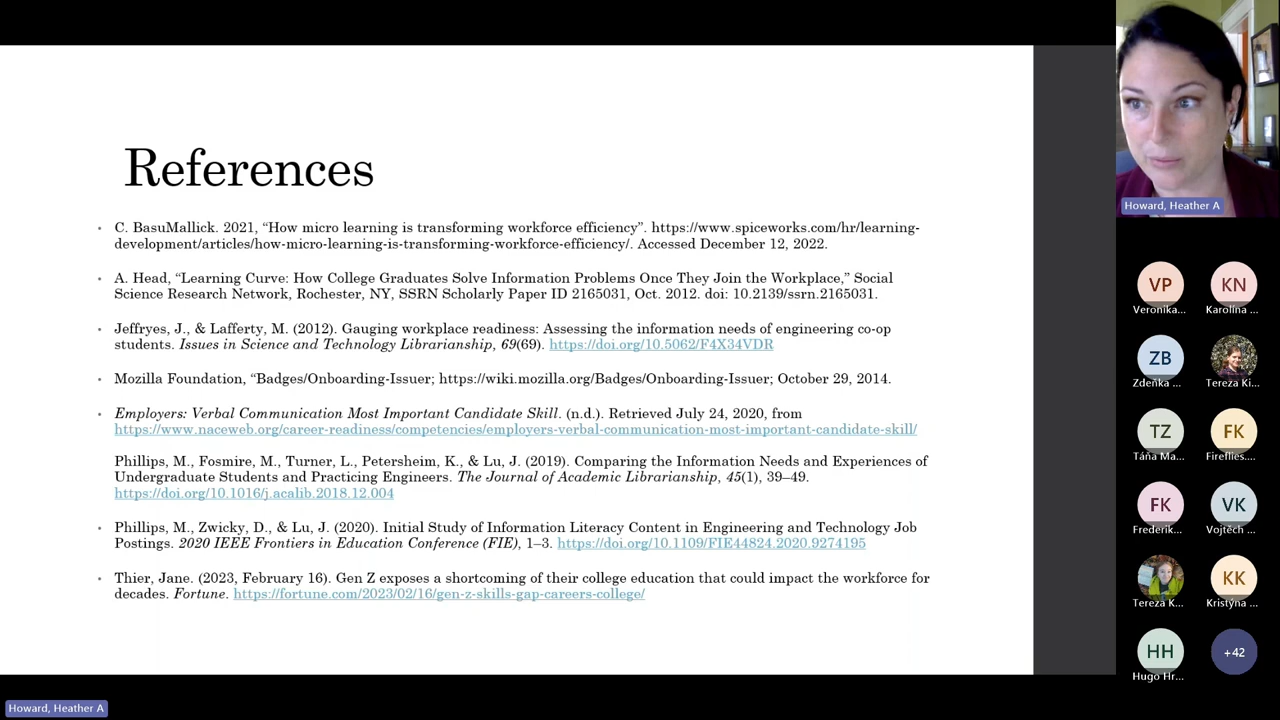 References
C. BasuMallick. 2021, “How micro learning is transforming workforce efficiency”. https://www.spiceworks.com/hr/learning-
development/articles/how-micro-learning-is-transforming-workforce-efficiency/. Accessed December 12, 2022.
A. Head, “Learning Curve: How College Graduates Solve Information Problems Once They Join the Workplace,” Social
Science Research Network, Rochester, NY, SSRN Scholarly Paper ID 2165031, Oct. 2012. doi: 10.2139/ssrn.2165031.
Jeffryes, J., & Lafferty, M. (2012). Gauging workplace readiness: Assessing the information needs of engineering co-op
students. Issues in Science and Technology Librarianship, 69(69). https://doi.org/10.5062/F4X34VDR
Mozilla Foundation, “Badges/Onboarding-Issuer; https://wiki.mozilla.org/Badges/Onboarding-Issuer; October 29, 2014.
Employers: Verbal Communication Most Important Candidate Skill. (n.d.). Retrieved July 24, 2020, from
https://www.naceweb.org/career-readiness/competencies/employers-verbal-communication-most-important-candidate-skill/
Phillips, M., Fosmire, M., Turner, L., Petersheim, K., & Lu, J. (2019). Comparing the Information Needs and Experiences of
Undergraduate Students and Practicing Engineers. The Journal of Academic Librarianship, 45(1), 39–49.
https://doi.org/10.1016/j.acalib.2018.12.004
Phillips, M., Zwicky, D., & Lu, J. (2020). Initial Study of Information Literacy Content in Engineering and Technology Job
Postings. 2020 IEEE Frontiers in Education Conference (FIE), 1–3. https://doi.org/10.1109/FIE44824.2020.9274195
Thier, Jane. (2023, February 16). Gen Z exposes a shortcoming of their college education that could impact the workforce for
decades. Fortune. https://fortune.com/2023/02/16/gen-z-skills-gap-careers-college/
Howard, Heather A
VP KN
Veronika... Karolína ...
ZB
Zdeňka ... Tereza Ki...
TZ FK
Táňa Ma... Fireflies....
FK VK
Frederik... Vojtěch ...
KK
Tereza K... Kristýna ...
HH +42
Hugo Hr...
Howard, Heather A